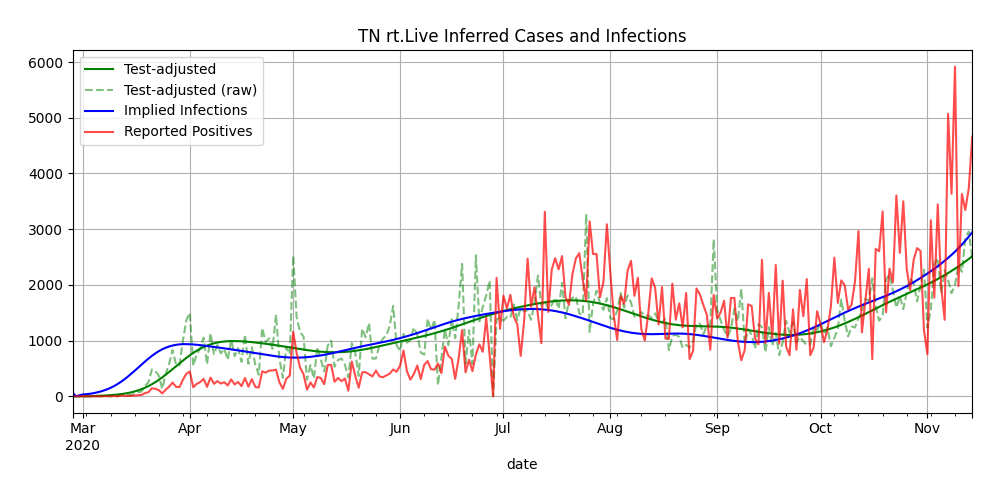 TN rt.Live Inferred Cases and Infections
6000
5000
4000
3000
2000
1000
0
Test-adjusted
Test-adjusted (raw)
Implied Infections
Reported Positives
Mar Apr May Jun Jul Aug Sep Oct Nov
2020
date